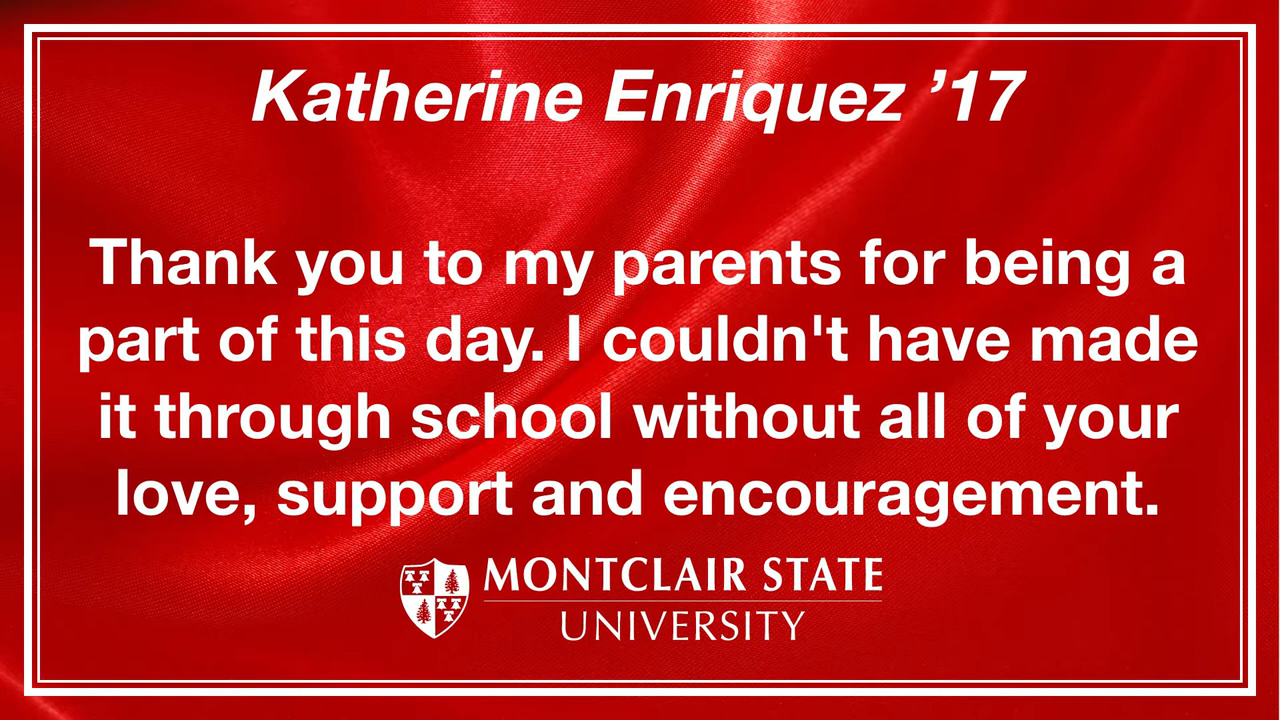 Katherine Enriquez ’17
Thank you to my parents for being a
part of this day. I couldn't have made
it through school without all of your
love, support and encouragement.
MONTCLAIR STATE
UNIVERSITY